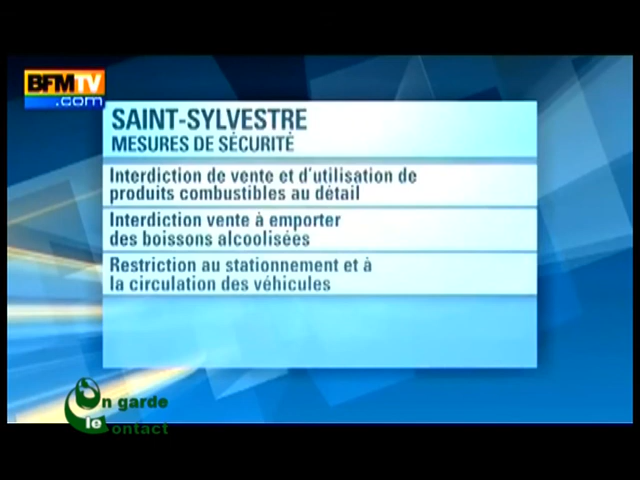 BFMTV
.com
SAINT-SYLVESTRE
MESURES DE SÉCURITÉ
Interdiction de vente et d'utilisation de
produits combustibles au détail
Interdiction vente à emporter
des boissons alcoolisées
Restriction au stationnement et à
la circulation des véhicules
On garde
le Contact